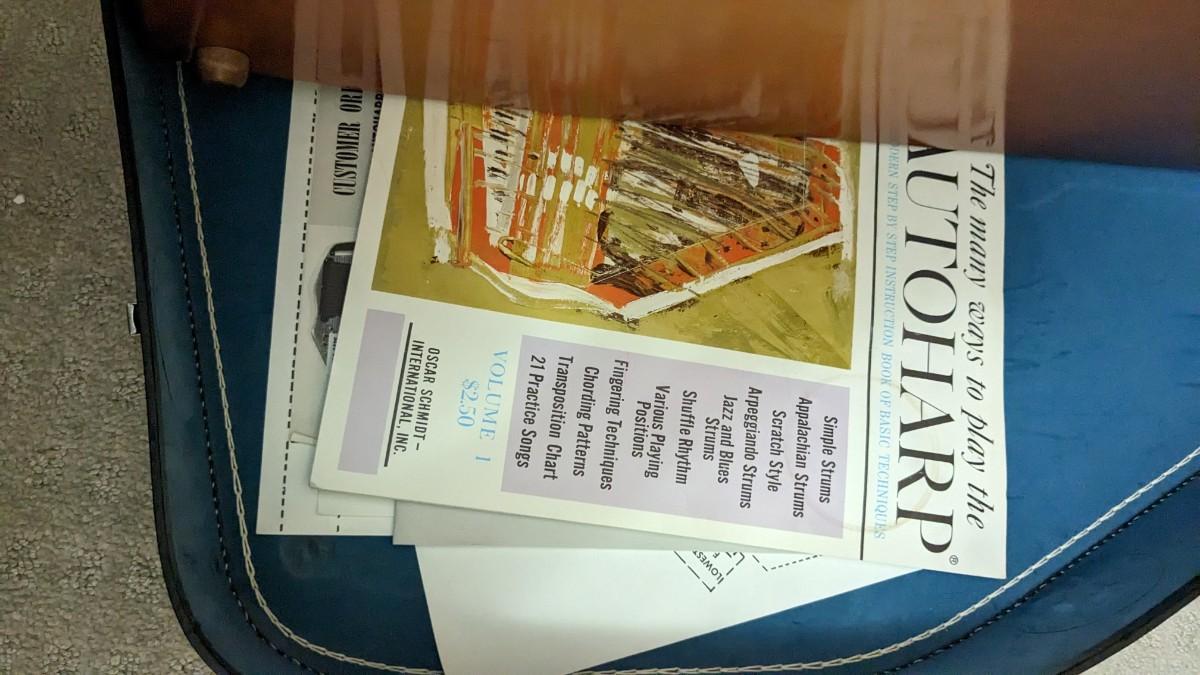 The many ways to play the
AUTOHARP®
STEP BY STEP INSTRUCTION BOOK OF BASIC TECHNIQUES
Simple Strums
Appalachian Strums
Scratch Style
Arpeggiando Strums
Jazz and Blues
Strums
Shuffle Rhythm
Various Playing
Positions
Fingering Techniques
Chording Patterns
Transposition Chart
21 Practice Songs
VOLUME 1
$2.50
OSCAR SCHMIDT-
INTERNATIONAL, INC.
CUSTOMER
LOWEST
F